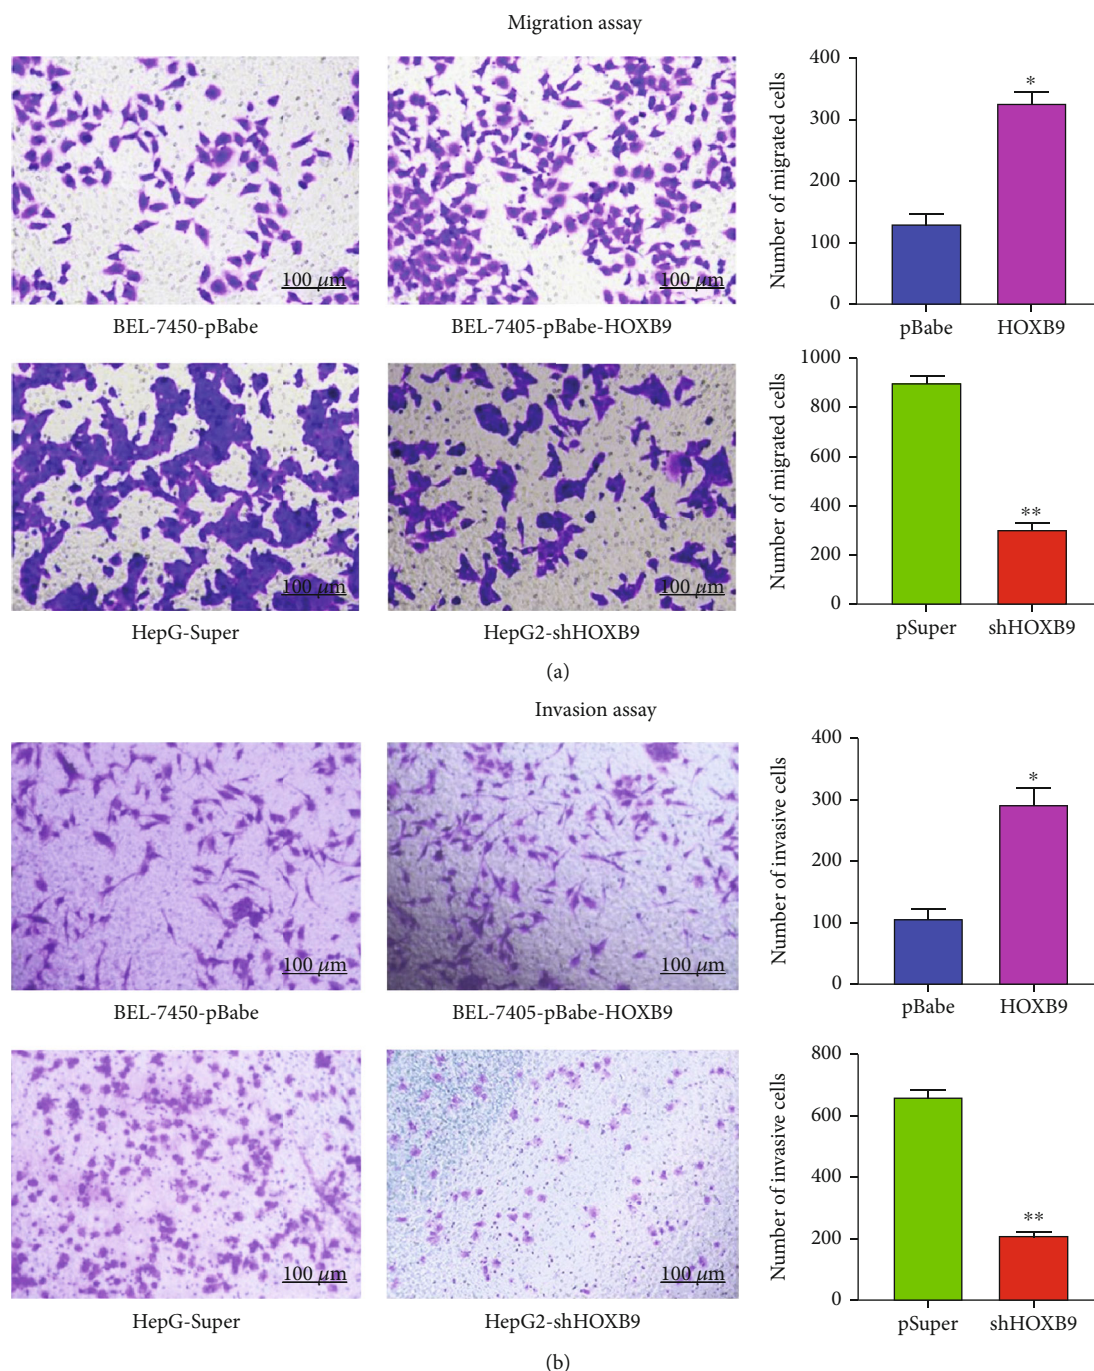 Migration assay
100 µm
BEL-7450-pBabe
100 µm
BEL-7405-pBabe-HOXB9
Number of migrated cells
400
300
200
100
0
*
pBabe
HOXB9
100 µm
HepG-Super
100 µm
HepG2-shHOXB9
Number of migrated cells
1000
800
600
400
200
0
**
pSuper
shHOXB9
(a)
Invasion assay
100 µm
BEL-7450-pBabe
100 µm
BEL-7405-pBabe-HOXB9
Number of invasive cells
400
300
200
100
0
*
pBabe
HOXB9
100 µm
HepG-Super
100 µm
HepG2-shHOXB9
Number of invasive cells
800
600
400
200
0
**
pSuper
shHOXB9
(b)